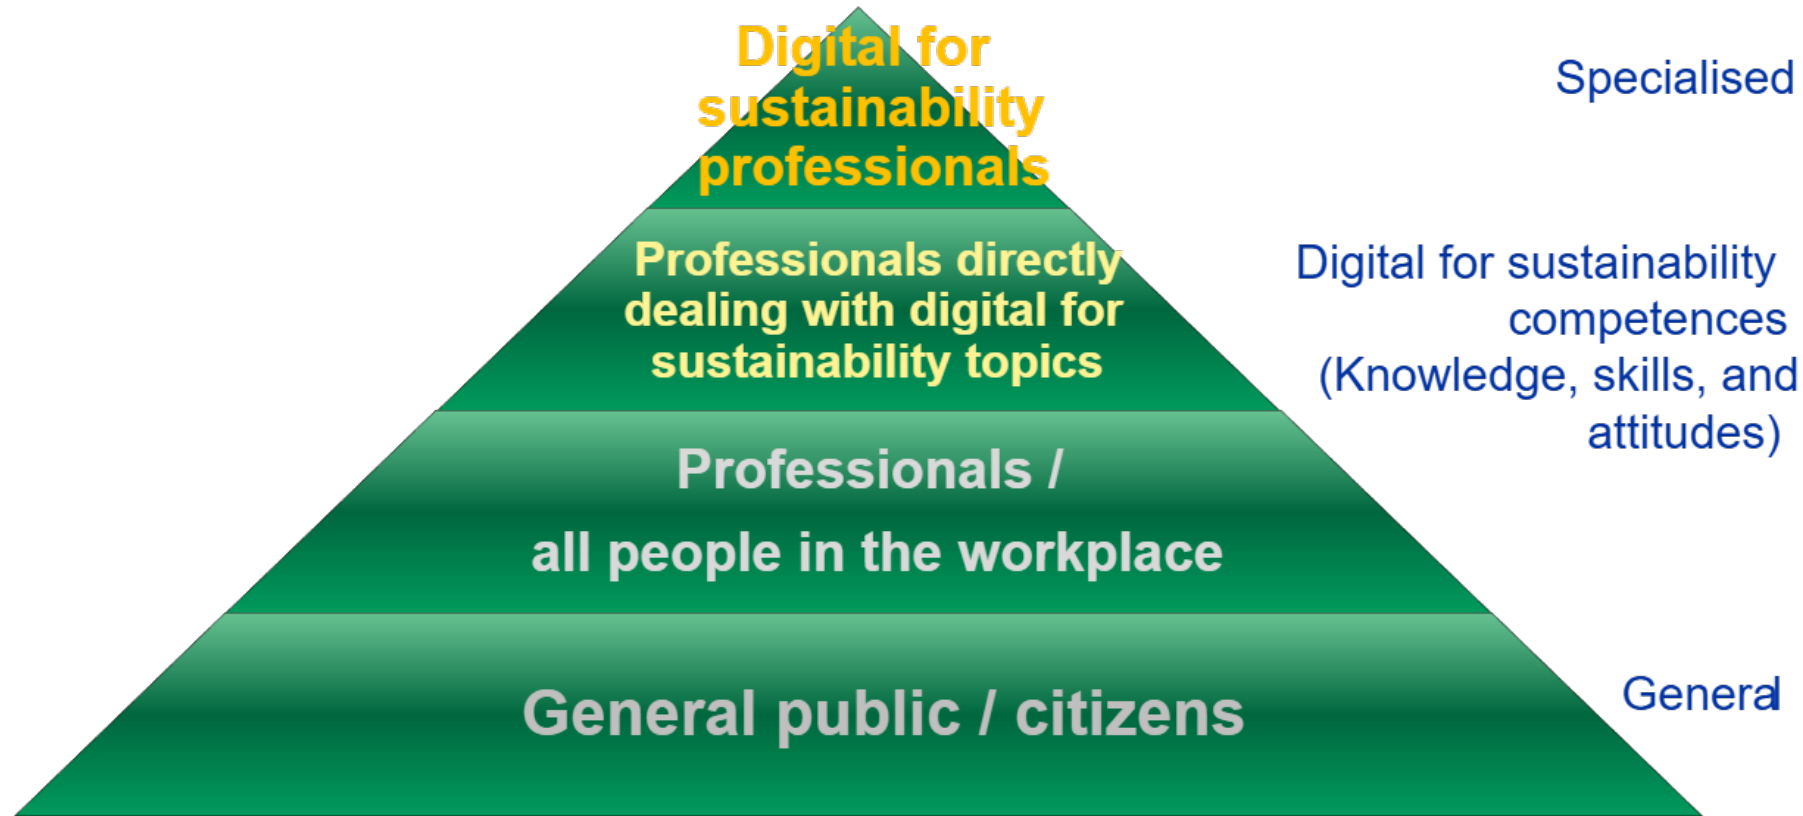 Digital for
sustainability
professionals
Specialised
Professionals directly
dealing with digital for
sustainability topics
Digital for sustainability
competences
(Knowledge, skills, and
attitudes)
Professionals /
all people in the workplace
General public / citizens
General